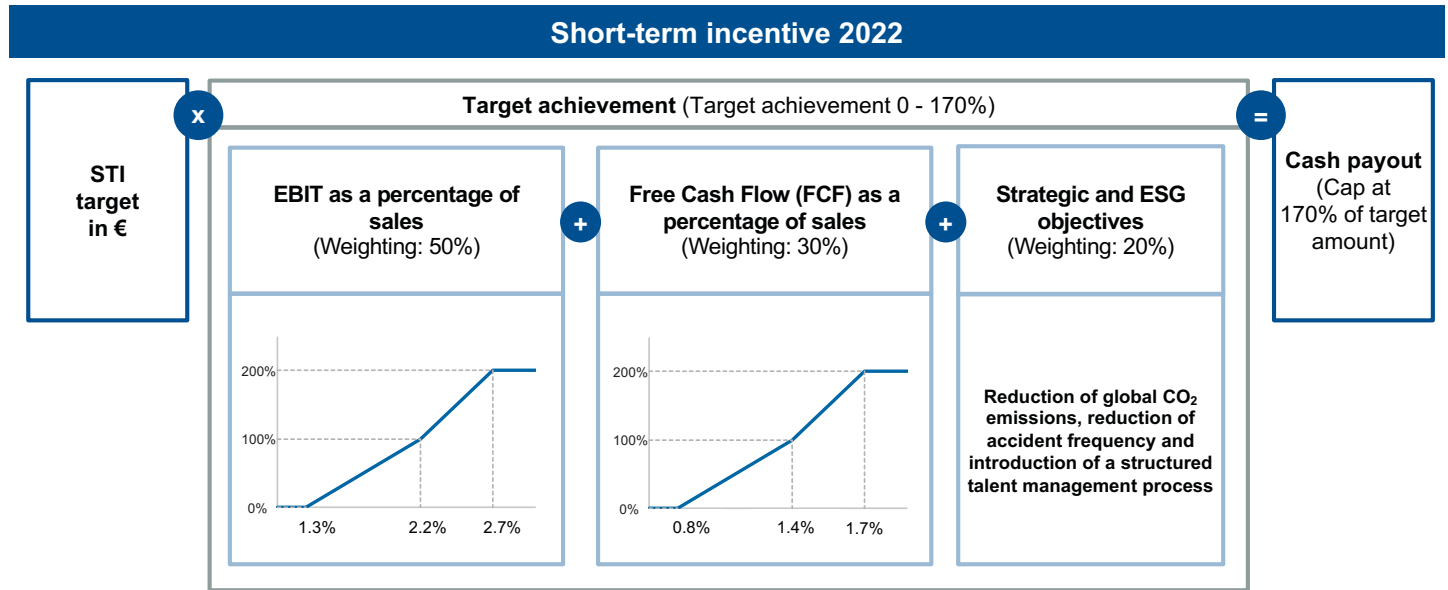 Short-term incentive 2022
STI
target
in €
x
Target achievement (Target achievement 0 - 170%)
=
Cash payout
(Cap at
170% of target
amount)
EBIT as a percentage of
sales
(Weighting: 50%)
+
Free Cash Flow (FCF) as a
percentage of sales
(Weighting: 30%)
+
Strategic and ESG
objectives
(Weighting: 20%)
200%
100%
0%
1.3% 2.2% 2.7%
200%
100%
0%
0.8% 1.4% 1.7%
Reduction of global CO₂
emissions, reduction of
accident frequency and
introduction of a structured
talent management process